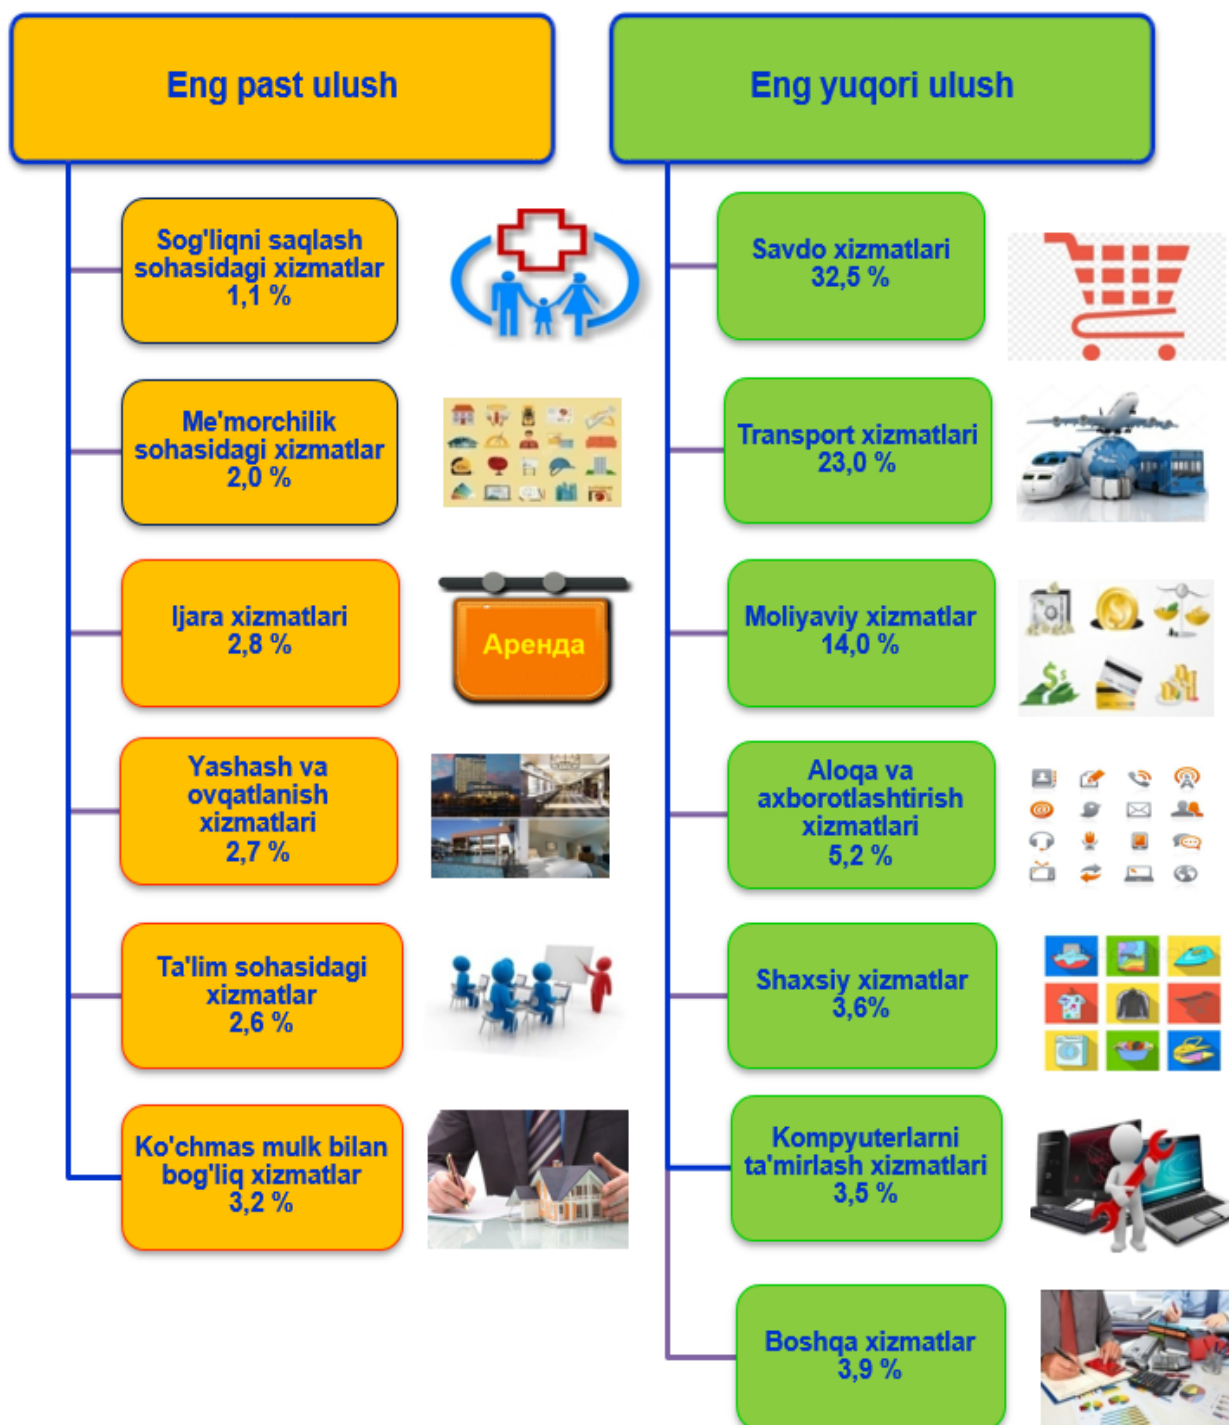 Eng past ulush
Sog'liqni saqlash
sohasidagi xizmatlar
1,1 %
Me'morchilik
sohasidagi xizmatlar
2,0 %
Ijara xizmatlari
2,8 %
Аренда
Yashash va
ovqatlanish
xizmatlari
2,7 %
Ta'lim sohasidagi
xizmatlar
2,6 %
Ko'chmas mulk bilan
bog'liq xizmatlar
3,2 %
Eng yuqori ulush
Savdo xizmatlari
32,5 %
Transport xizmatlari
23,0 %
Moliyaviy xizmatlar
14,0 %
Aloqa va
axborotlashtirish
xizmatlari
5,2 %
Shaxsiy xizmatlar
3,6%
Kompyuterlarni
ta'mirlash xizmatlari
3,5 %
Boshqa xizmatlar
3,9 %